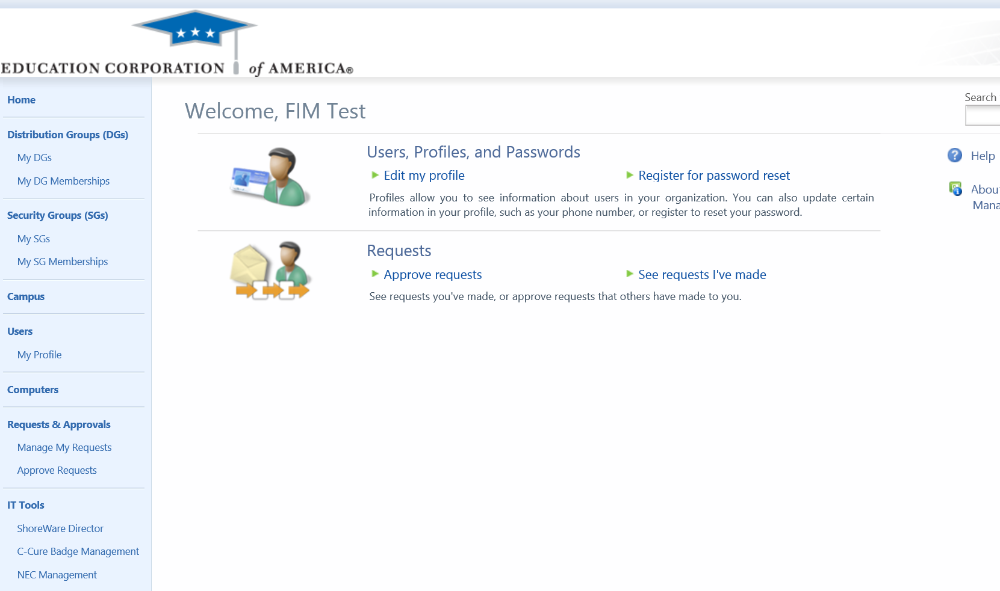 EDUCATION CORPORATION of AMERICA®
Home
Distribution Groups (DGs)
My DGs
My DG Memberships
Security Groups (SGs)
My SGs
My SG Memberships
Campus
Users
My Profile
Computers
Requests & Approvals
Manage My Requests
Approve Requests
IT Tools
ShoreWare Director
C-Cure Badge Management
NEC Management
Welcome, FIM Test
Users, Profiles, and Passwords
Edit my profile
Register for password reset
Profiles allow you to see information about users in your organization. You can also update certain
information in your profile, such as your phone number, or register to reset your password.
Requests
Approve requests
See requests I've made
See requests you've made, or approve requests that others have made to you.
Search
Help